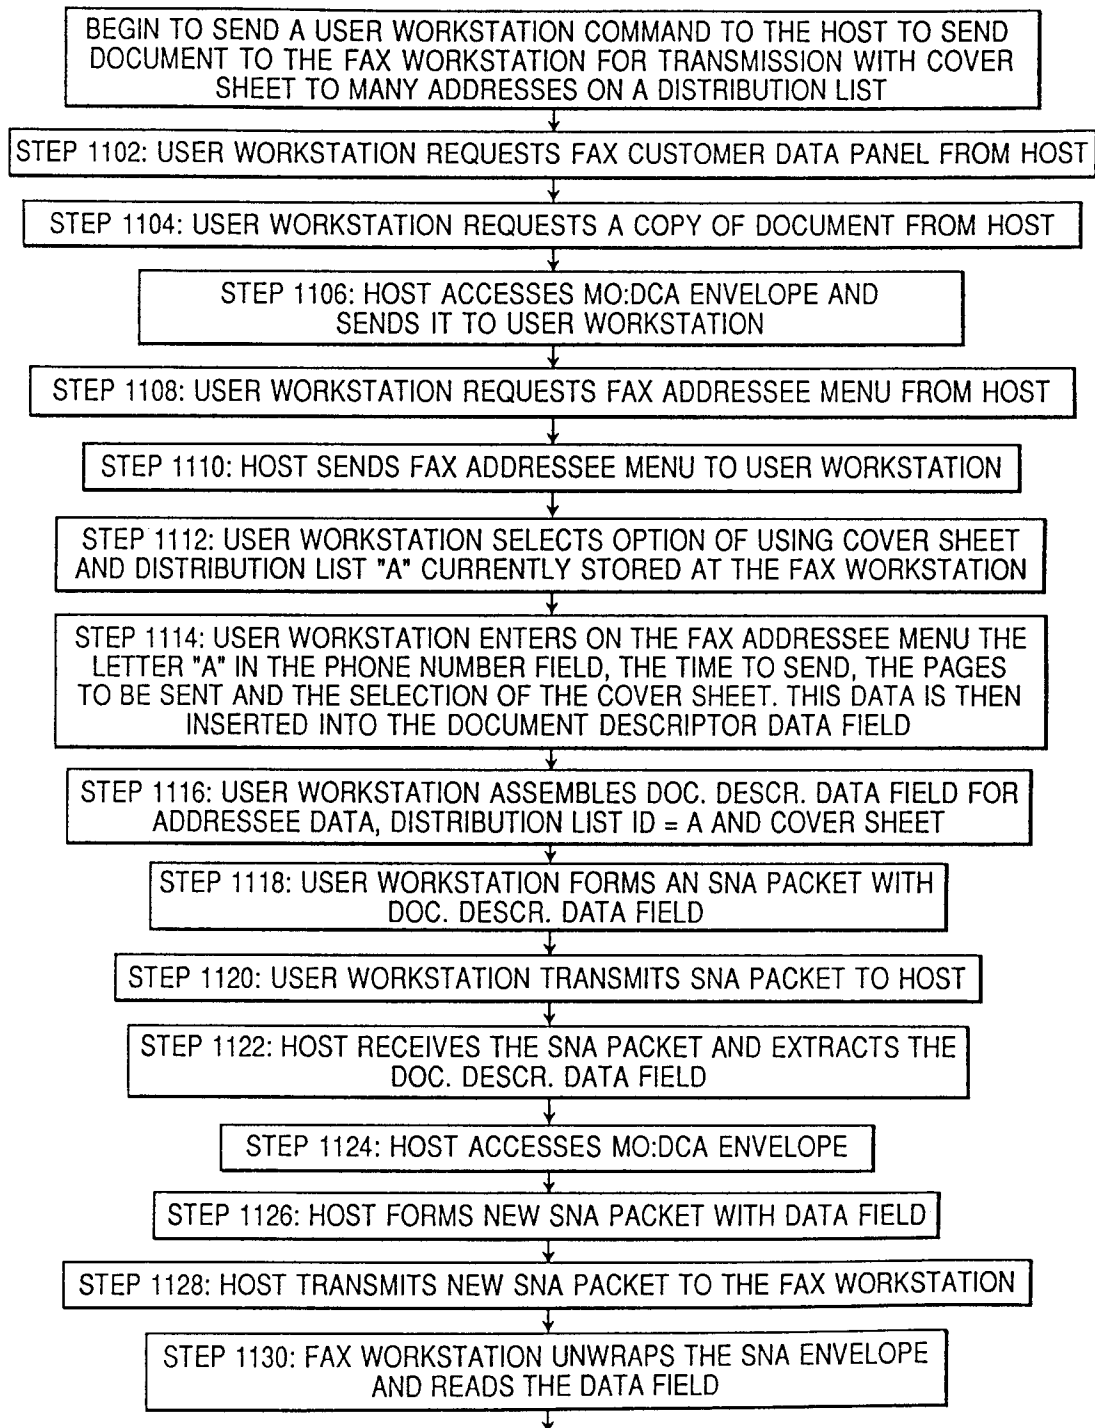 BEGIN TO SEND A USER WORKSTATION COMMAND TO THE HOST TO SEND
DOCUMENT TO THE FAX WORKSTATION FOR TRANSMISSION WITH COVER
SHEET TO MANY ADDRESSES ON A DISTRIBUTION LIST
STEP 1102: USER WORKSTATION REQUESTS FAX CUSTOMER DATA PANEL FROM HOST
STEP 1104: USER WORKSTATION REQUESTS A COPY OF DOCUMENT FROM HOST
STEP 1106: HOST ACCESSES MO:DCA ENVELOPE AND
SENDS IT TO USER WORKSTATION
STEP 1108: USER WORKSTATION REQUESTS FAX ADDRESSEE MENU FROM HOST
STEP 1110: HOST SENDS FAX ADDRESSEE MENU TO USER WORKSTATION
STEP 1112: USER WORKSTATION SELECTS OPTION OF USING COVER SHEET
AND DISTRIBUTION LIST "A" CURRENTLY STORED AT THE FAX WORKSTATION
STEP 1114: USER WORKSTATION ENTERS ON THE FAX ADDRESSEE MENU THE
LETTER "A" IN THE PHONE NUMBER FIELD, THE TIME TO SEND, THE PAGES
TO BE SENT AND THE SELECTION OF THE COVER SHEET. THIS DATA IS THEN
INSERTED INTO THE DOCUMENT DESCRIPTOR DATA FIELD
STEP 1116: USER WORKSTATION ASSEMBLES DOC. DESCR. DATA FIELD FOR
ADDRESSEE DATA, DISTRIBUTION LIST ID = A AND COVER SHEET
STEP 1118: USER WORKSTATION FORMS AN SNA PACKET WITH
DOC. DESCR. DATA FIELD
STEP 1120: USER WORKSTATION TRANSMITS SNA PACKET TO HOST
STEP 1122: HOST RECEIVES THE SNA PACKET AND EXTRACTS THE
DOC. DESCR. DATA FIELD
STEP 1124: HOST ACCESSES MO:DCA ENVELOPE
STEP 1126: HOST FORMS NEW SNA PACKET WITH DATA FIELD
STEP 1128: HOST TRANSMITS NEW SNA PACKET TO THE FAX WORKSTATION
STEP 1130: FAX WORKSTATION UNWRAPS THE SNA ENVELOPE
AND READS THE DATA FIELD